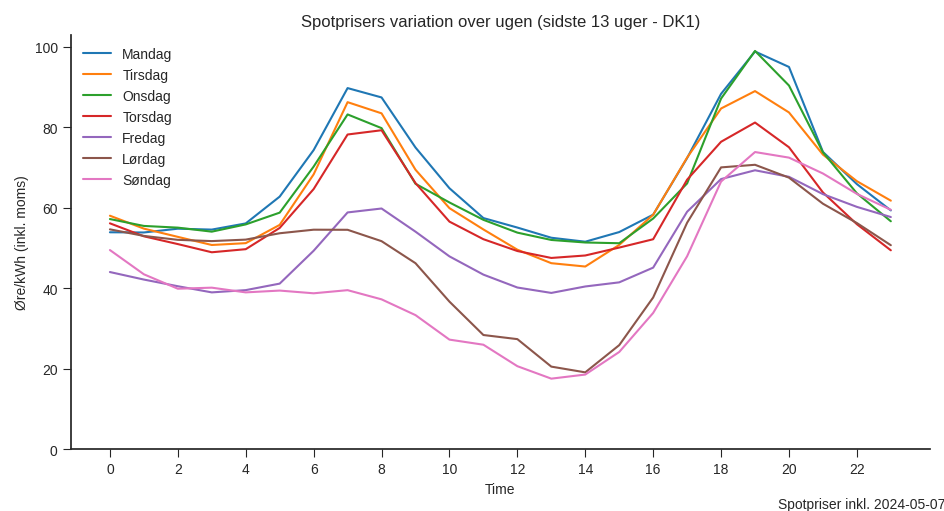 Spotprisers variation over ugen (sidste 13 uger - DK1)
100
80
60
40
20
0
Øre/kWh (inkl. moms)
Mandag
Tirsdag
Onsdag
Torsdag
Fredag
Lørdag
Søndag
0 2 4 6 8 10 12 14 16 18 20 22
Time
Spotpriser inkl. 2024-05-07